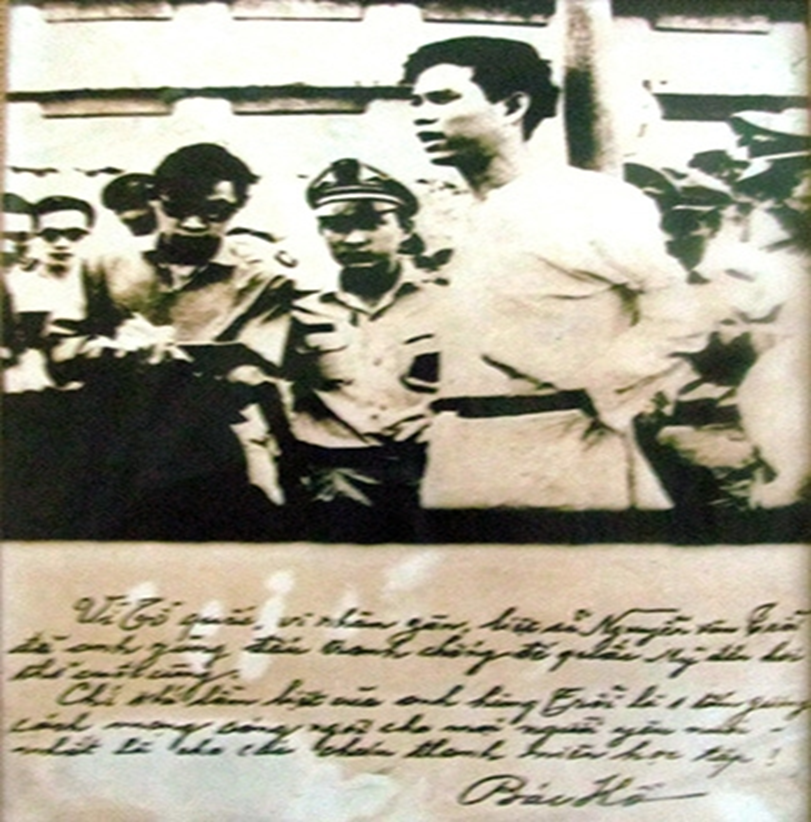 Vì Tổ quốc, vì nhân dân, liệt sĩ Nguyễn văn Trỗi
đã anh dũng đấu tranh chống đế quốc Mỹ đến hơi
thở cuối cùng.
Chí khí lẫm liệt của anh hùng Trỗi là 1 tấm gương
cách mạng sáng ngời cho mọi người yêu nước -
nhất là cho các cháu thanh niên học tập!
Bác Hồ